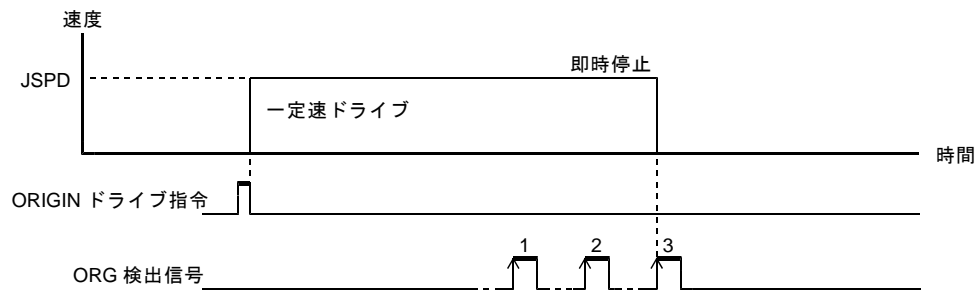 速度
JSPD
即時停止
一定速ドライブ
時間
ORIGIN ドライブ指令
1 2 3
ORG 検出信号